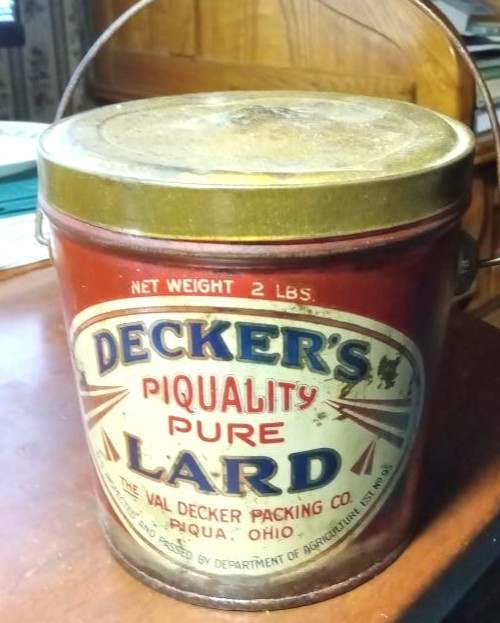 NET WEIGHT 2 LBS.
DECKER'S
PIQUALITY
PURE
LARD
THE VAL DECKER PACKING CO.
PIQUA, OHIO
INSPECTED AND PASSED BY DEPARTMENT OF AGRICULTURE EST. NO 95